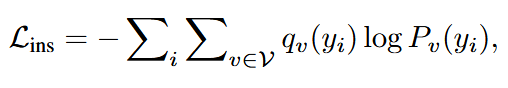 ℒ_ins = − ∑_i ∑_{v∈𝒱} q_v(y_i) log P_v(y_i),